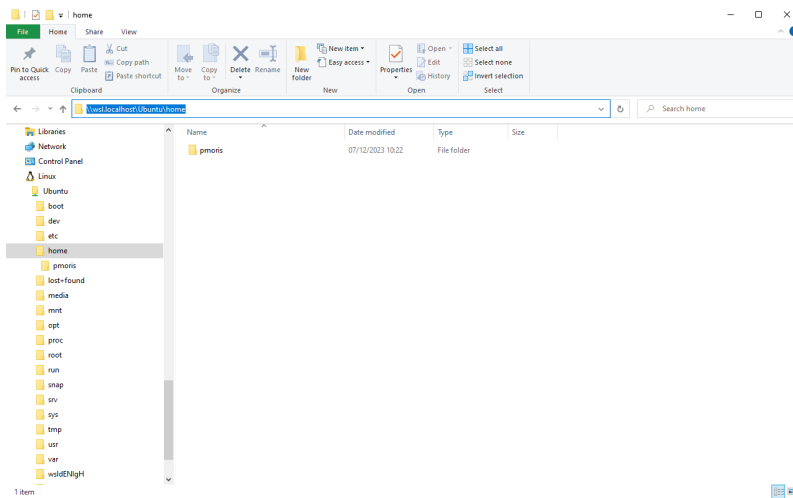 home
File Home Share View
Pin to Quick access
Copy
Paste
Cut
Copy path
Paste shortcut
Clipboard
Move to
Copy to
Delete
Rename
Organize
New folder
New item
Easy access
New
Properties
Open
Edit
History
Open
Select all
Select none
Invert selection
Select
\\wsl.localhost\Ubuntu\home
Search home
Name Date modified Type Size
pmoris 07/12/2023 10:22 File folder
Libraries
Network
Control Panel
Linux
Ubuntu
boot
dev
etc
home
pmoris
lost+found
media
mnt
opt
proc
root
run
snap
srv
sys
tmp
usr
var
wsldENIgH
1 item